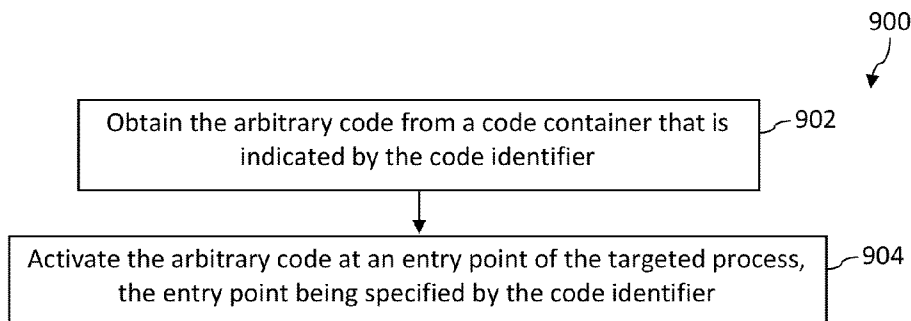 900
Obtain the arbitrary code from a code container that is
indicated by the code identifier
902
Activate the arbitrary code at an entry point of the targeted process,
the entry point being specified by the code identifier
904